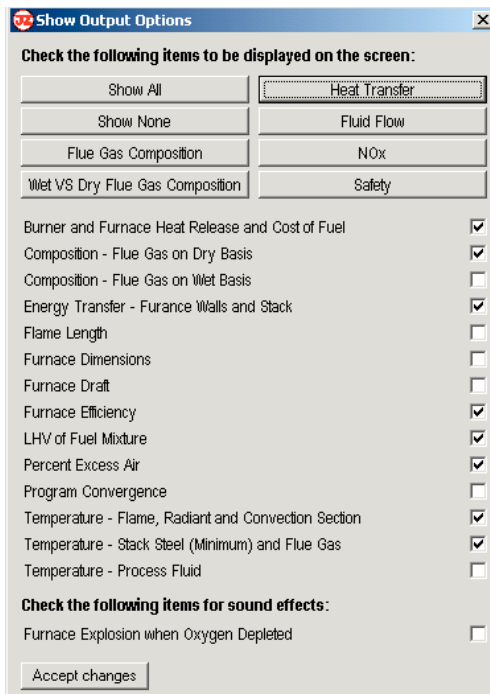 JZ Show Output Options
Check the following items to be displayed on the screen:
Show All
Heat Transfer
Show None
Fluid Flow
Flue Gas Composition
NOx
Wet VS Dry Flue Gas Composition
Safety
Burner and Furnace Heat Release and Cost of Fuel
Composition - Flue Gas on Dry Basis
Composition - Flue Gas on Wet Basis
Energy Transfer - Furance Walls and Stack
Flame Length
Furnace Dimensions
Furnace Draft
Furnace Efficiency
LHV of Fuel Mixture
Percent Excess Air
Program Convergence
Temperature - Flame, Radiant and Convection Section
Temperature - Stack Steel (Minimum) and Flue Gas
Temperature - Process Fluid
Check the following items for sound effects:
Furnace Explosion when Oxygen Depleted
Accept changes